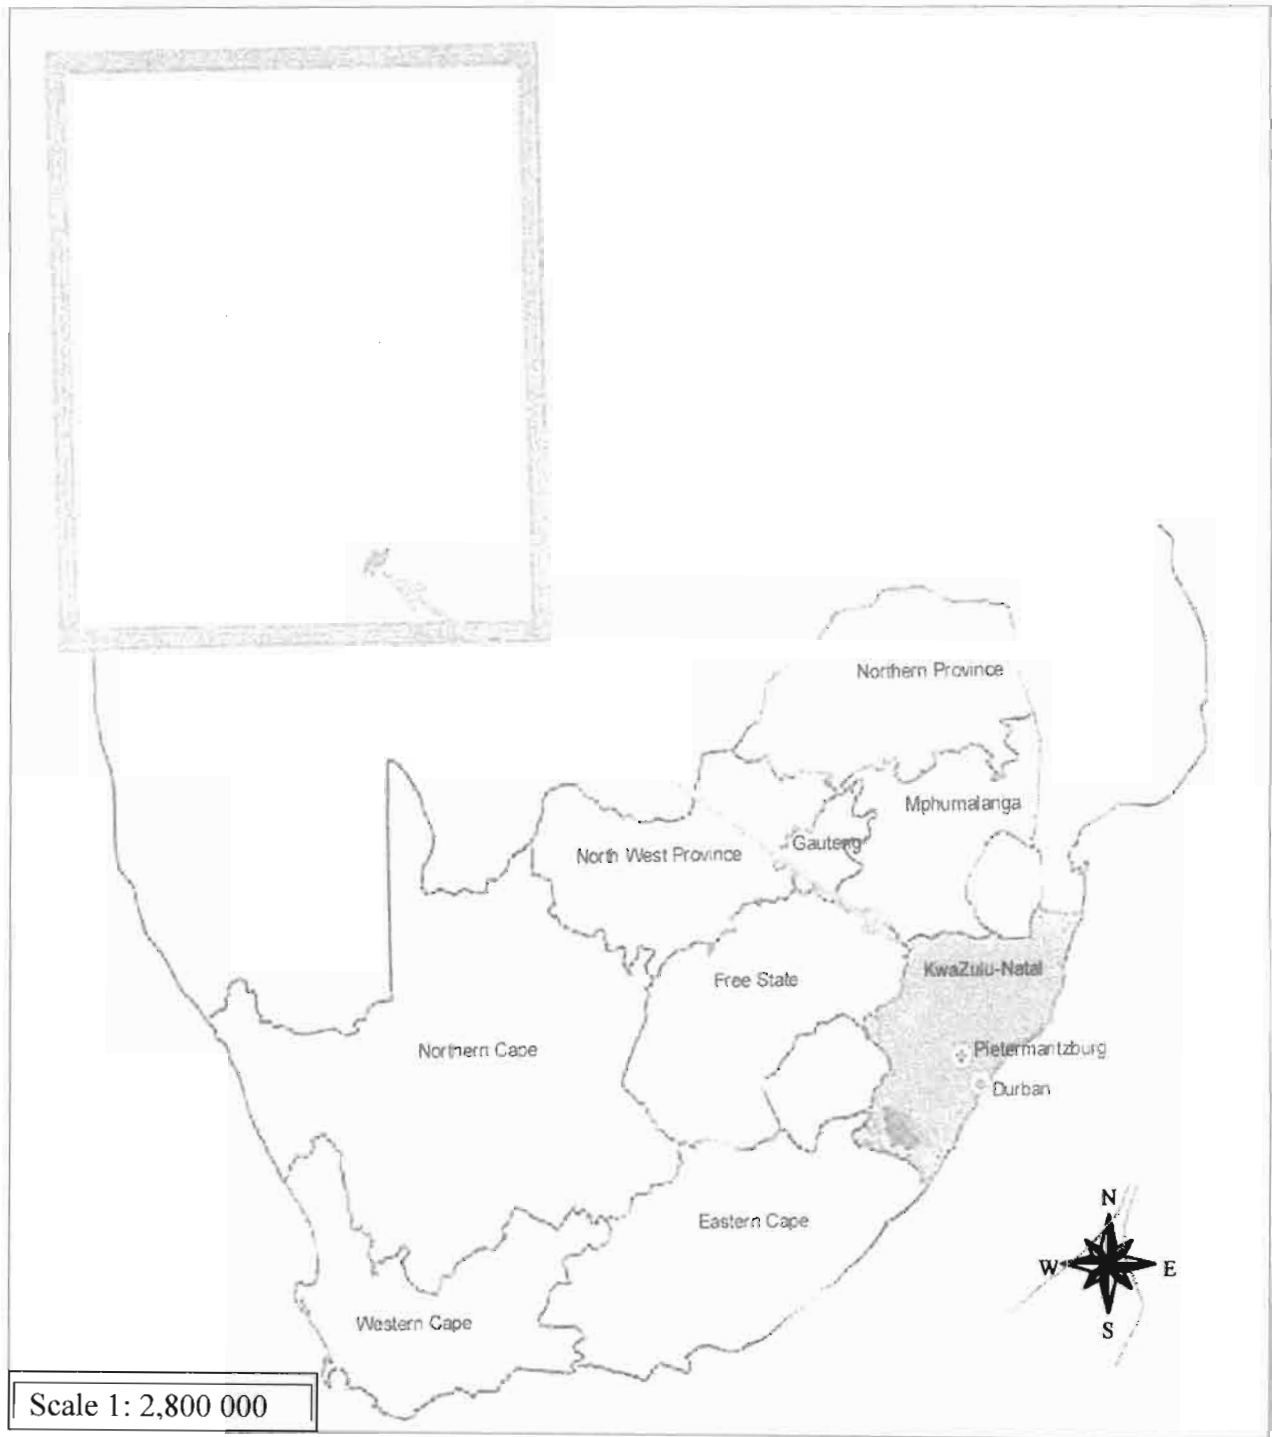 Northern Province
Mphumalanga
Gauteng
North West Province
KwaZulu-Natal
Free State
Northern Cape
Pietermaritzburg
Durban
N
Eastern Cape
W
E
Western Cape
S
Scale 1: 2,800 000